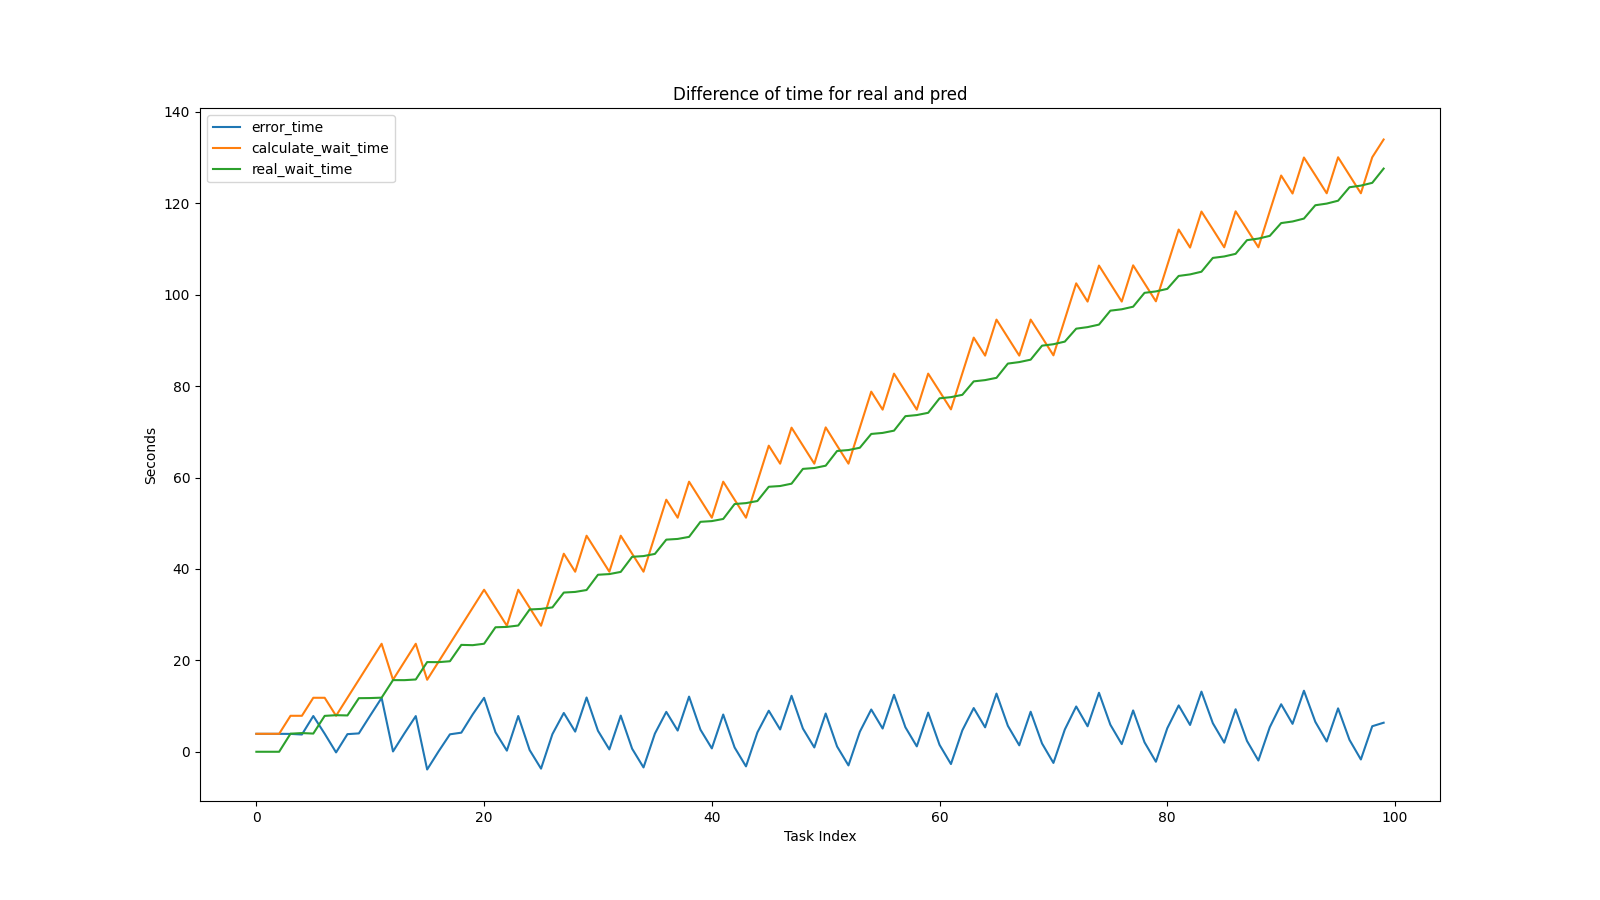 Difference of time for real and pred
140
120
100
80
60
40
20
0
Seconds
error_time
calculate_wait_time
real_wait_time
0 20 40 60 80 100
Task Index